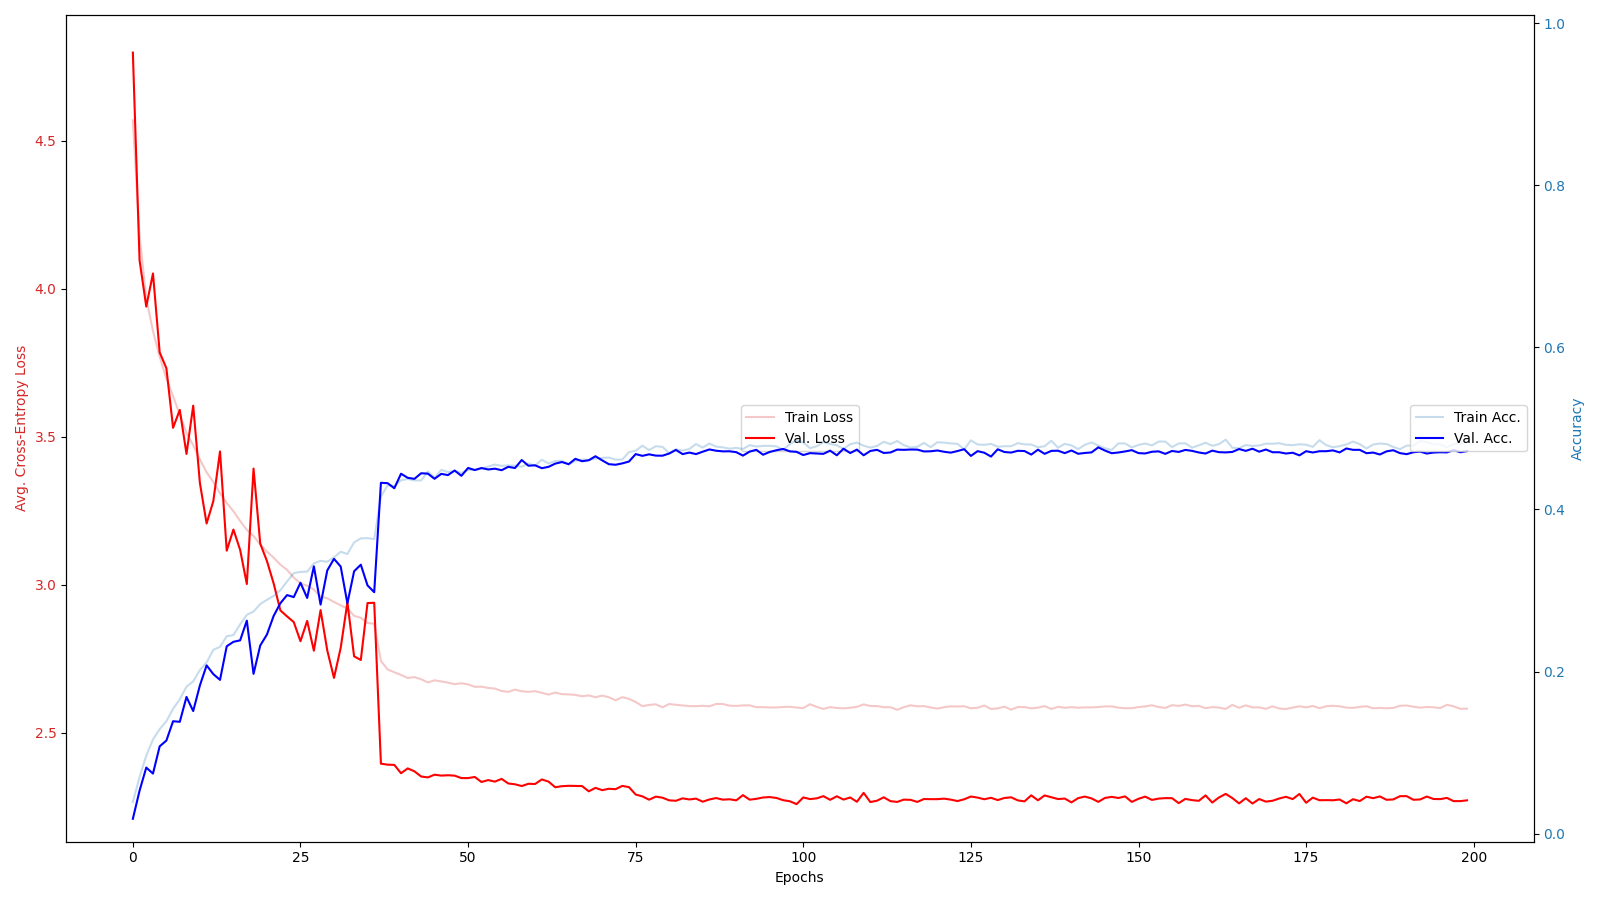 1.0
4.5
0.8
4.0
0.6
Avg. Cross-Entropy Loss
Accuracy
Train Loss
Val. Loss
Train Acc.
Val. Acc.
3.5
0.4
3.0
0.2
2.5
0.0
0 25 50 75 100 125 150 175 200
Epochs